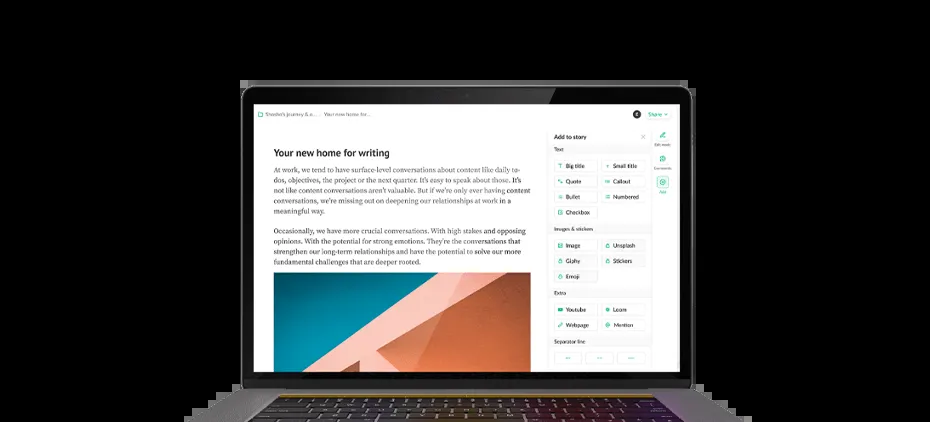 Sneha's journey & e... Your new home for...
Share
Add to story
Text
Edit mode
Your new home for writing
Big title Small title
At work, we tend to have surface-level conversations about content like daily to-
Comments
dos, objectives, the project or the next quarter. It's easy to speak about those. It's
Quote Callout
not like content conversations aren't valuable. But if we're only ever having content
Add
conversations, we're missing out on deepening our relationships at work in a
Bullet Numbered
meaningful way.
Checkbox
Occasionally, we have more crucial conversations. With high stakes and opposing
Images & stickers
opinions. With the potential for strong emotions. They're the conversations that
Image Unsplash
strengthen our long-term relationships and have the potential to solve our more
fundamental challenges that are deeper rooted.
Giphy Stickers
Emoji
Extra
Youtube Loom
Webpage Mention
Separator line